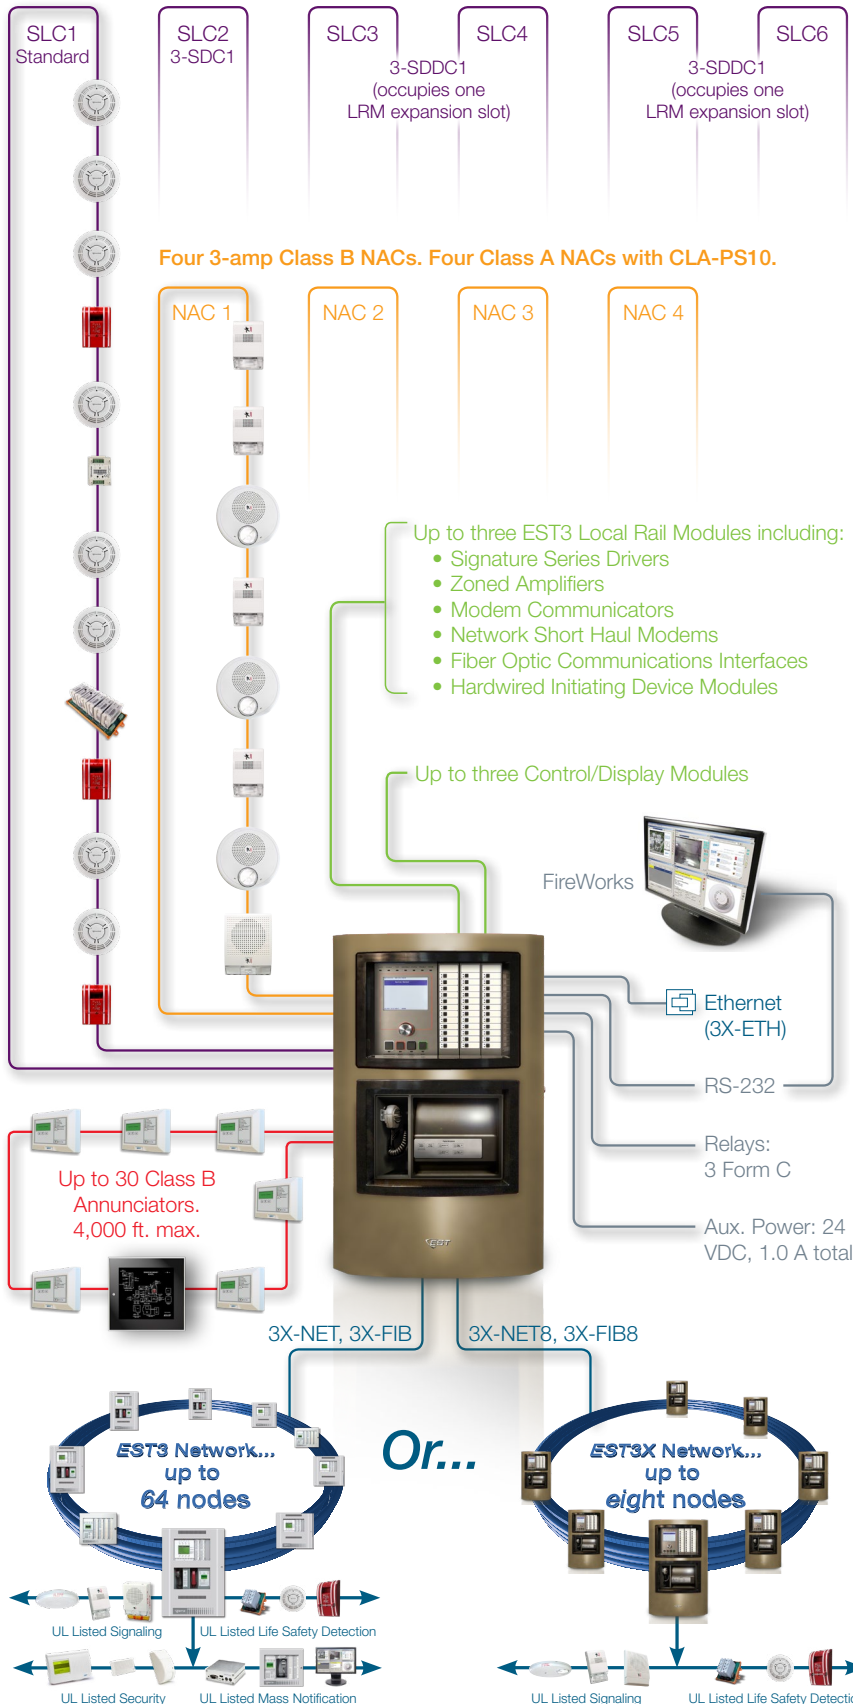 SLC1
Standard
SLC2
3-SDC1
SLC3
SLC4
3-SDDC1
(occupies one
LRM expansion slot)
SLC5
SLC6
3-SDDC1
(occupies one
LRM expansion slot)
Four 3-amp Class B NACs. Four Class A NACs with CLA-PS10.
NAC 1
NAC 2
NAC 3
NAC 4
Up to three EST3 Local Rail Modules including:
• Signature Series Drivers
• Zoned Amplifiers
• Modem Communicators
• Network Short Haul Modems
• Fiber Optic Communications Interfaces
• Hardwired Initiating Device Modules
Up to three Control/Display Modules
FireWorks
Ethernet
(3X-ETH)
RS-232
Relays:
3 Form C
Aux. Power: 24
VDC, 1.0 A total
Up to 30 Class B
Annunciators.
4,000 ft. max.
EST
3X-NET, 3X-FIB
3X-NET8, 3X-FIB8
EST3 Network...
up to
64 nodes
Or...
EST3X Network...
up to
eight nodes
UL Listed Signaling
UL Listed Life Safety Detection
UL Listed Security
UL Listed Mass Notification
UL Listed Signaling
UL Listed Life Safety Detectio